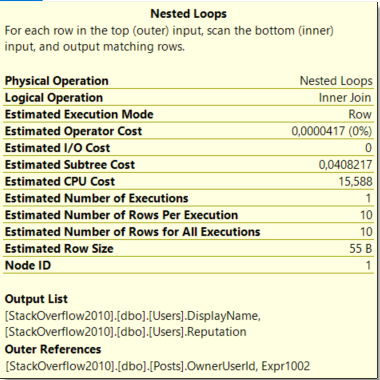 Nested Loops
For each row in the top (outer) input, scan the bottom (inner)
input, and output matching rows.
Physical Operation Nested Loops
Logical Operation Inner Join
Estimated Execution Mode Row
Estimated Operator Cost 0,0000417 (0%)
Estimated I/O Cost 0
Estimated Subtree Cost 0,0408217
Estimated CPU Cost 15,588
Estimated Number of Executions 1
Estimated Number of Rows Per Execution 10
Estimated Number of Rows for All Executions 10
Estimated Row Size 55 B
Node ID 1
Output List
[StackOverflow2010].[dbo].[Users].DisplayName,
[StackOverflow2010].[dbo].[Users].Reputation
Outer References
[StackOverflow2010].[dbo].[Posts].OwnerUserId, Expr1002